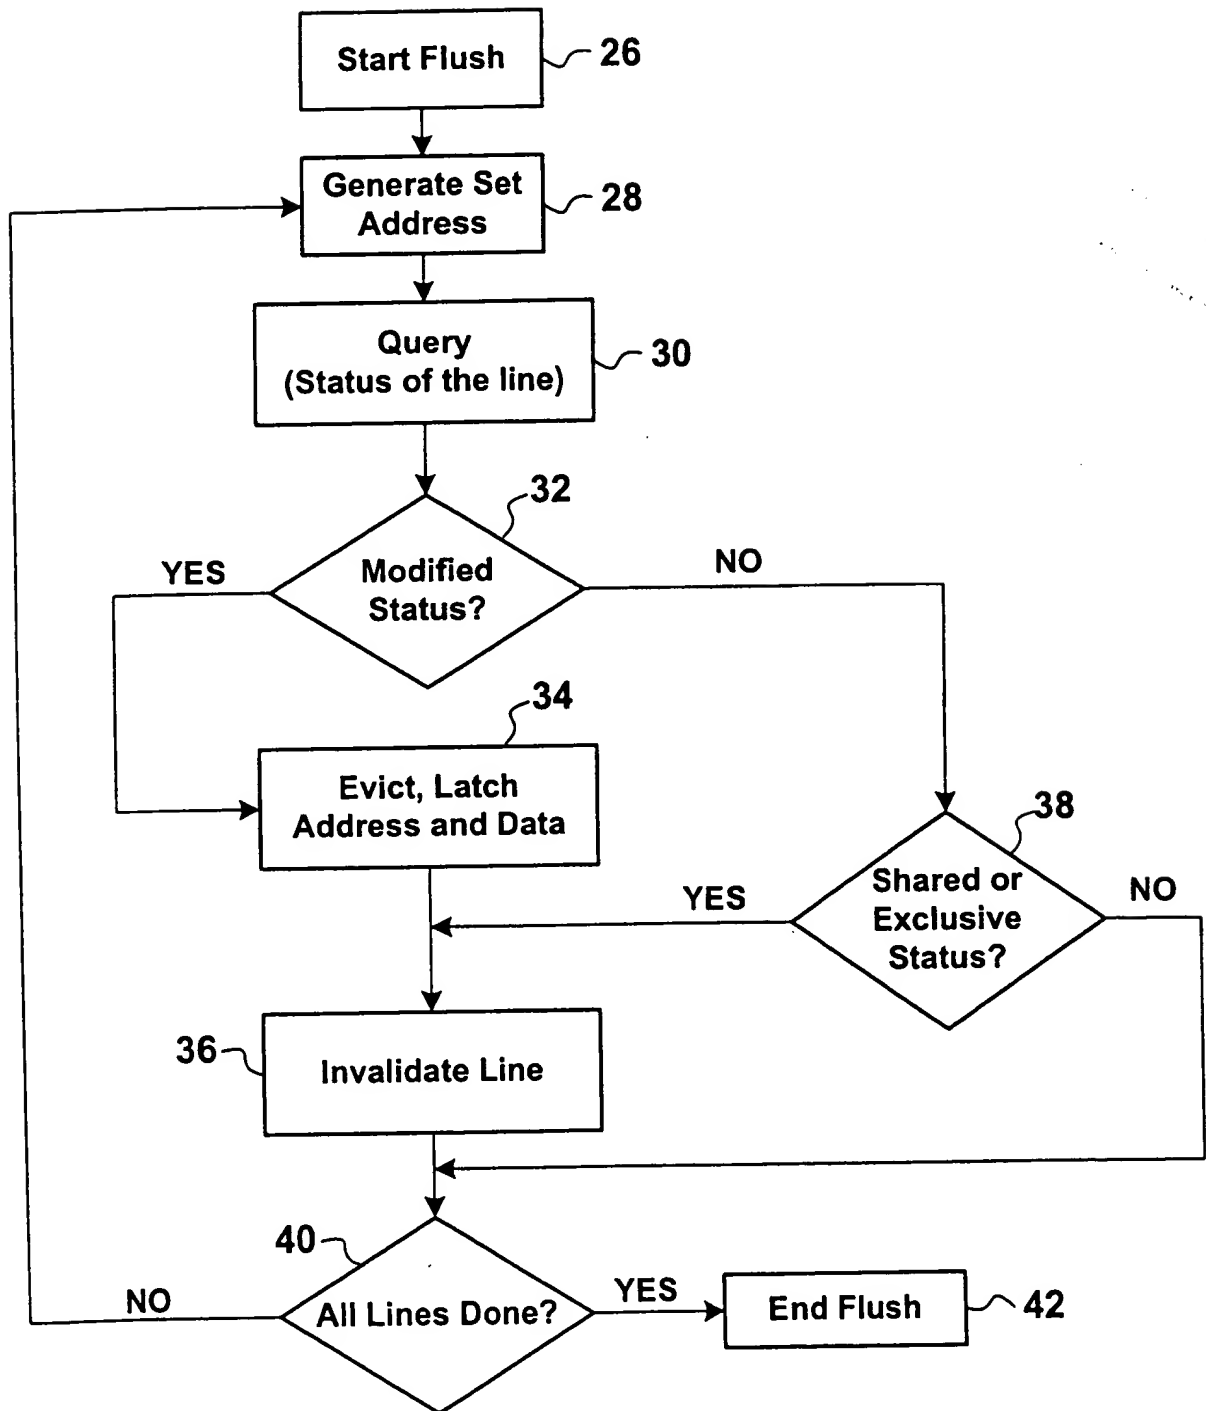 Start Flush
26
Generate Set
Address
28
Query
(Status of the line)
30
32
Modified
Status?
YES
NO
34
Evict, Latch
Address and Data
38
Shared or
Exclusive
Status?
YES
NO
36
Invalidate Line
40
All Lines Done?
NO
YES
End Flush
42